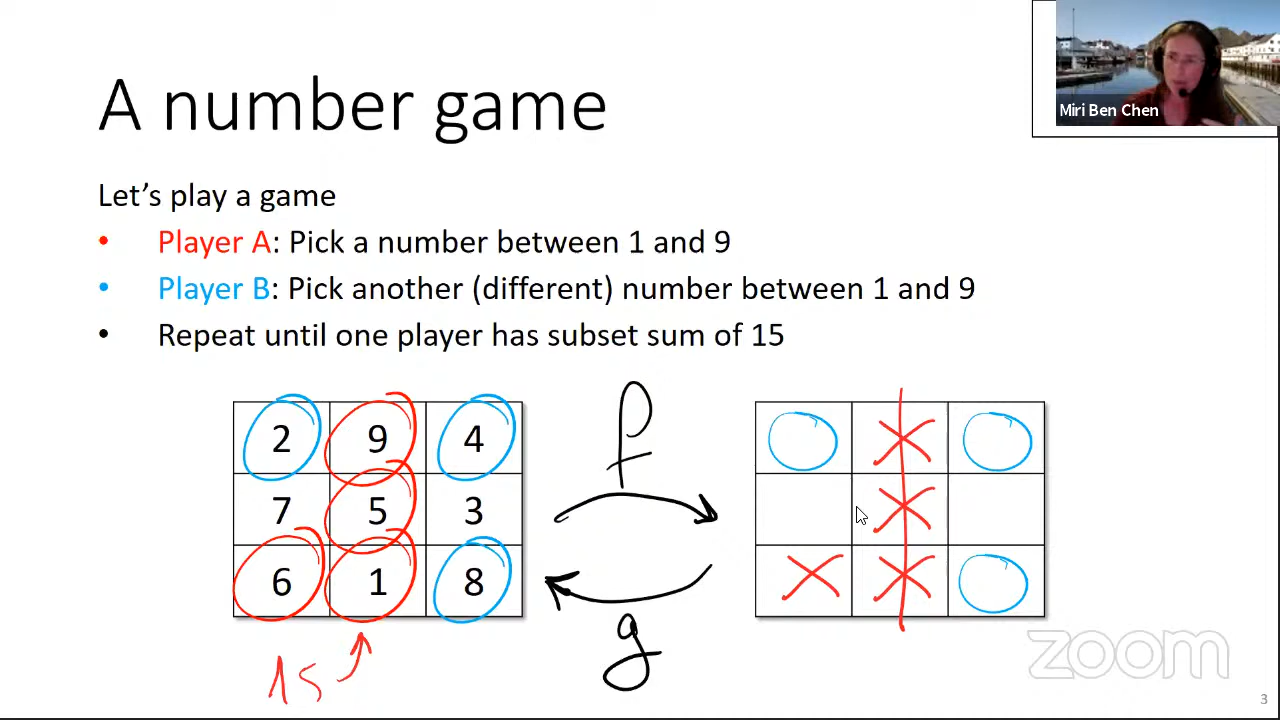 Miri Ben Chen
A number game
Let's play a game
• Player A: Pick a number between 1 and 9
• Player B: Pick another (different) number between 1 and 9
• Repeat until one player has subset sum of 15
2 9 4
7 5 3
6 1 8
f
g
15
zoom
3